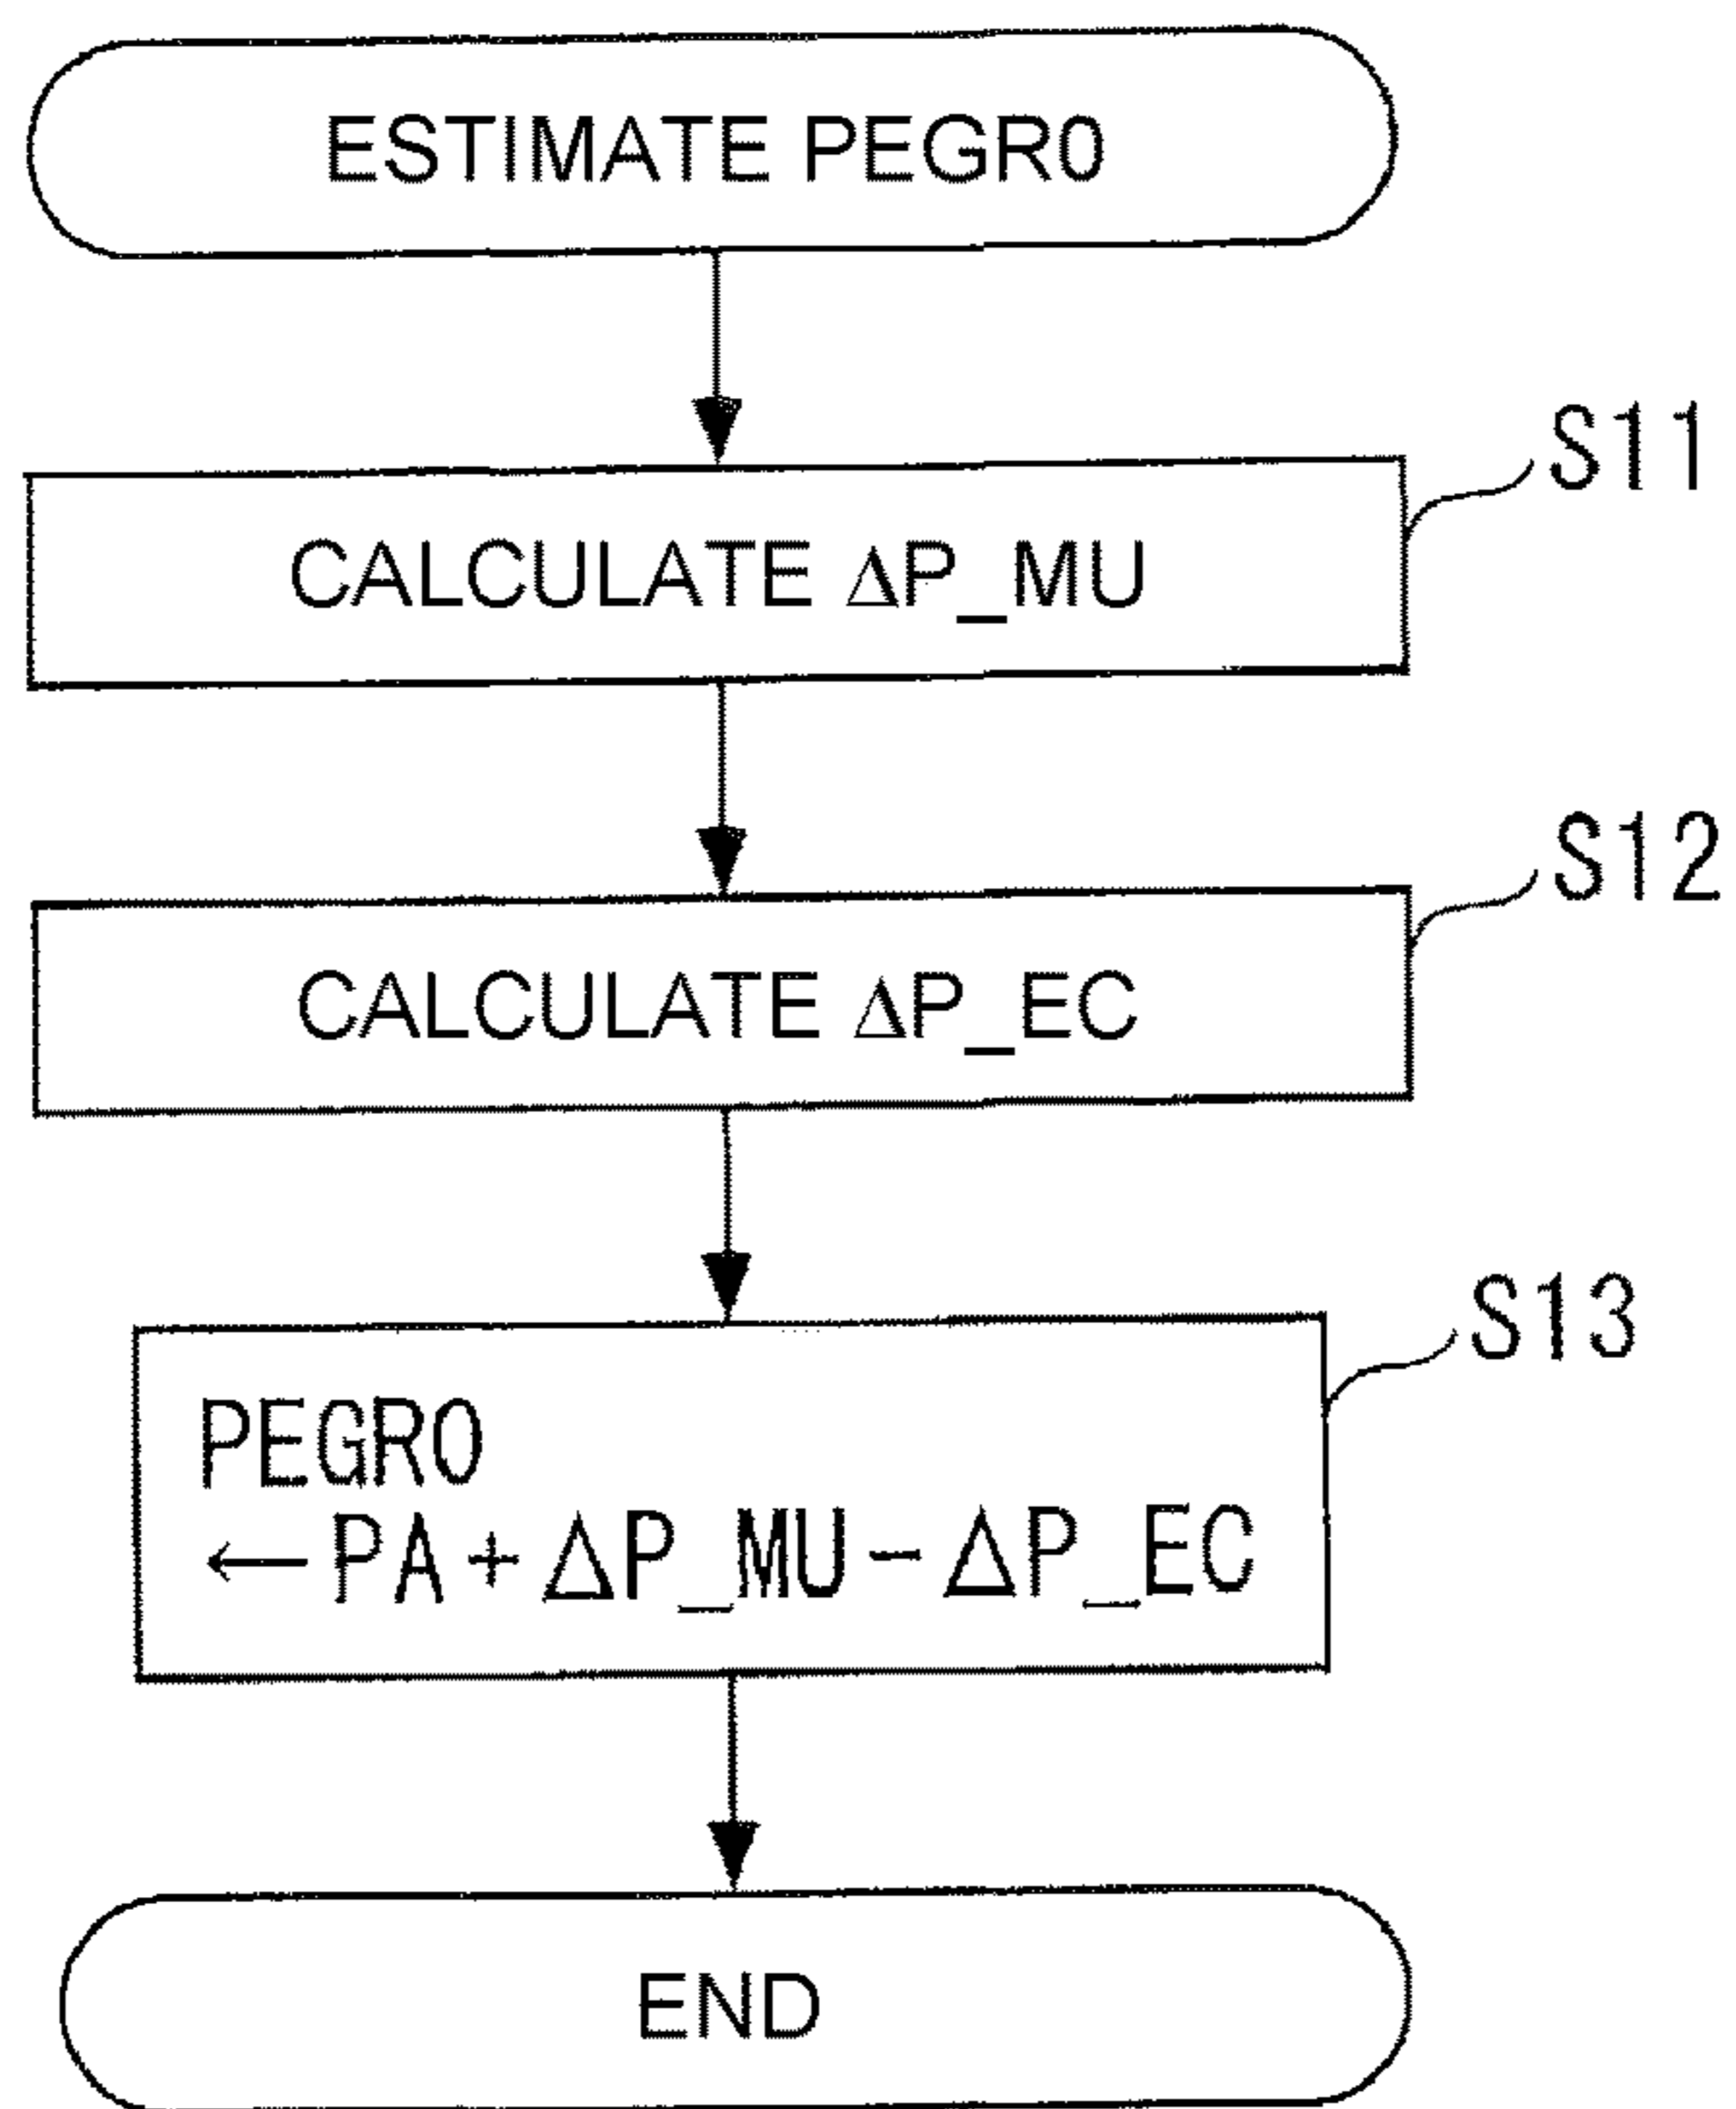 ESTIMATE PEGR0
S11
CALCULATE ΔP_MU
S12
CALCULATE ΔP_EC
S13
PEGR0
←PA+ΔP_MU-ΔP_EC
END